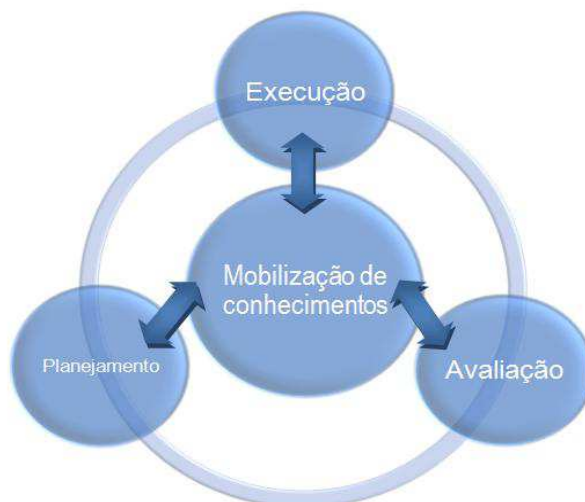 Execução
Mobilização de
conhecimentos
Planejamento
Avaliação